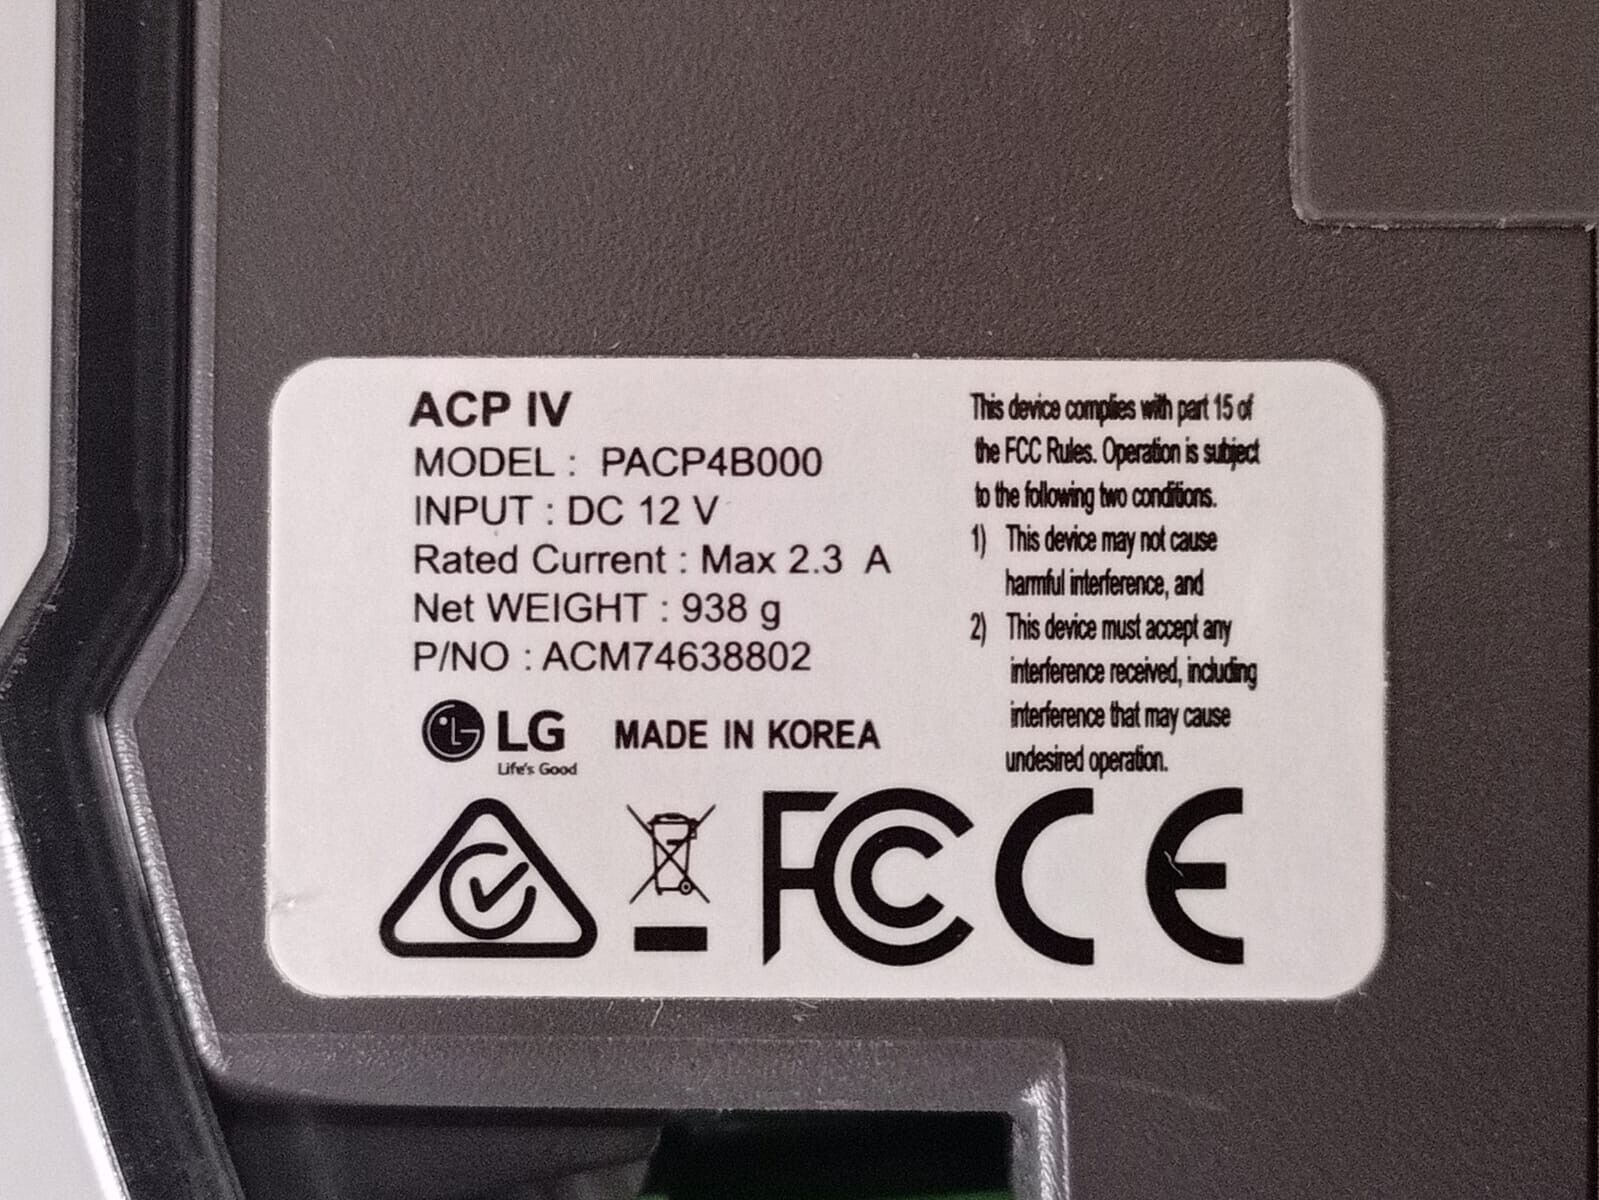 ACP IV
MODEL : PACP4B000
INPUT : DC 12 V
Rated Current : Max 2.3 A
Net WEIGHT : 938 g
P/NO : ACM74638802
LG
Life's Good
MADE IN KOREA
This device complies with part 15 of
the FCC Rules. Operation is subject
to the following two conditions.
1) This device may not cause
harmful interference, and
2) This device must accept any
interference received, including
interference that may cause
undesired operation.
FC CE